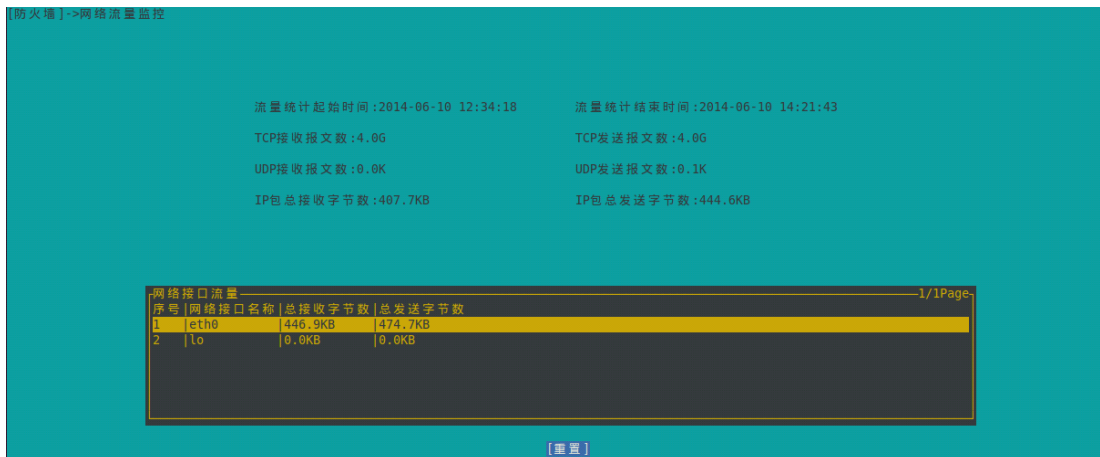 [防火墙]->网络流量监控
流量统计起始时间:2014-06-10 12:34:18 流量统计结束时间:2014-06-10 14:21:43
TCP接收报文数:4.0G TCP发送报文数:4.0G
UDP接收报文数:0.0K UDP发送报文数:0.1K
IP包总接收字节数:407.7KB IP包总发送字节数:444.6KB
网络接口流量 1/1Page
序号|网络接口名称|总接收字节数|总发送字节数
1 |eth0 |446.9KB |474.7KB
2 |lo |0.0KB |0.0KB
[重置]